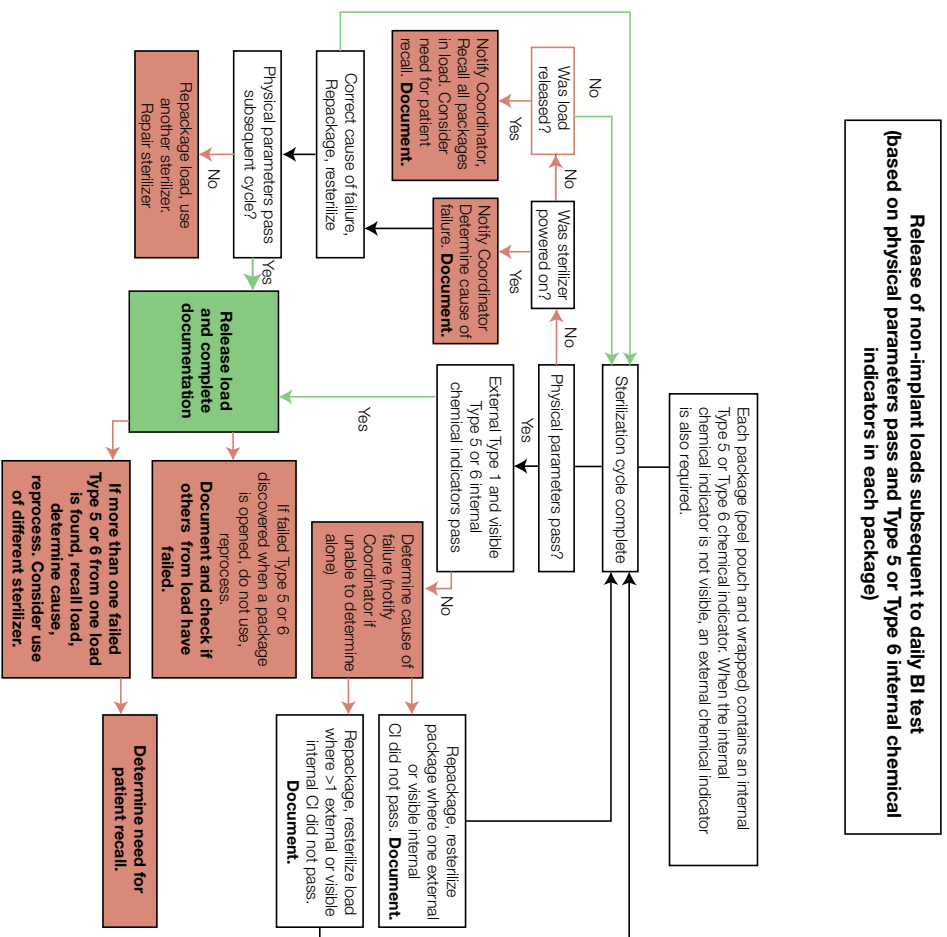 Release of non-implant loads subsequent to daily BI test
(based on physical parameters pass and Type 5 or Type 6 internal chemical
indicators in each package)
Each package (peel pouch and wrapped) contains an internal
Type 5 or Type 6 chemical indicator. When the internal
chemical indicator is not visible, an external chemical indicator
is also required.
Sterilization cycle complete
Physical parameters pass?
No
Yes
Was sterilizer
powered on?
No
Yes
Was load
released?
No
Yes
Notify Coordinator,
Recall all packages
in load. Consider
need for patient
recall. Document.
Notify Coordinator
Determine cause of
failure. Document.
Correct cause of failure,
Repackage, resterilize
Physical parameters pass
subsequent cycle?
No
Yes
Repackage load, use
another sterilizer.
Repair sterilizer
External Type 1 and visible
Type 5 or 6 internal
chemical indicators pass
Yes
No
Determine cause of
failure (notify
Coordinator if
unable to determine
alone)
Repackage, resterilize
package where one external
or visible internal
CI did not pass. Document.
Repackage, resterilize load
where >1 external or visible
internal CI did not pass.
Document.
Release load
and complete
documentation
If failed Type 5 or 6
discovered when a package
is opened, do not use,
reprocess.
Document and check if
others from load have
failed.
If more than one failed
Type 5 or 6 from one load
is found, recall load,
determine cause,
reprocess. Consider use
of different sterilizer.
Determine need for
patient recall.